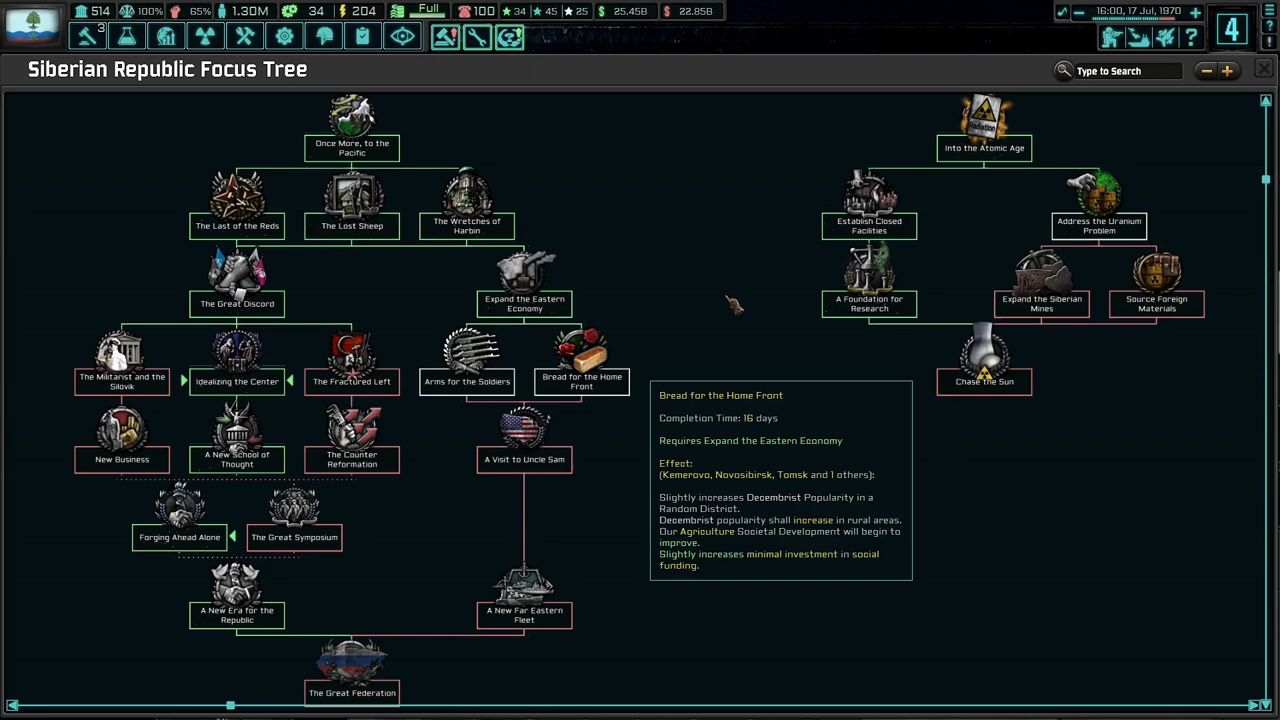 514 100% 65% 1.30M 34 204 Full 100 34 45 25 $ 25.45B $ 22.85B
16:00, 17 Jul, 1970
3
4
Siberian Republic Focus Tree
Type to Search
Once More, to the
Pacific
Radiation
Into the Atomic Age
The Last of the Reds
The Lost Sheep
The Wretches of
Harbin
Establish Closed
Facilities
Address the Uranium
Problem
The Great Discord
Expand the Eastern
Economy
A Foundation for
Research
Expand the Siberian
Mines
Source Foreign
Materials
The Militarist and the
Silovik
Idealizing the Center
The Fractured Left
Arms for the Soldiers
Bread for the Home
Front
Chase the Sun
New Business
A New School of
Thought
The Counter
Reformation
A Visit to Uncle Sam
Forging Ahead Alone
The Great Symposium
A New Era for the
Republic
A New Far Eastern
Fleet
The Great Federation
Bread for the Home Front
Completion Time: 16 days
Requires Expand the Eastern Economy
Effect:
(Kemerovo, Novosibirsk, Tomsk and 1 others):
Slightly increases Decembrist Popularity in a
Random District.
Decembrist popularity shall increase in rural areas.
Our Agriculture Societal Development will begin to
improve.
Slightly increases minimal investment in social
funding.